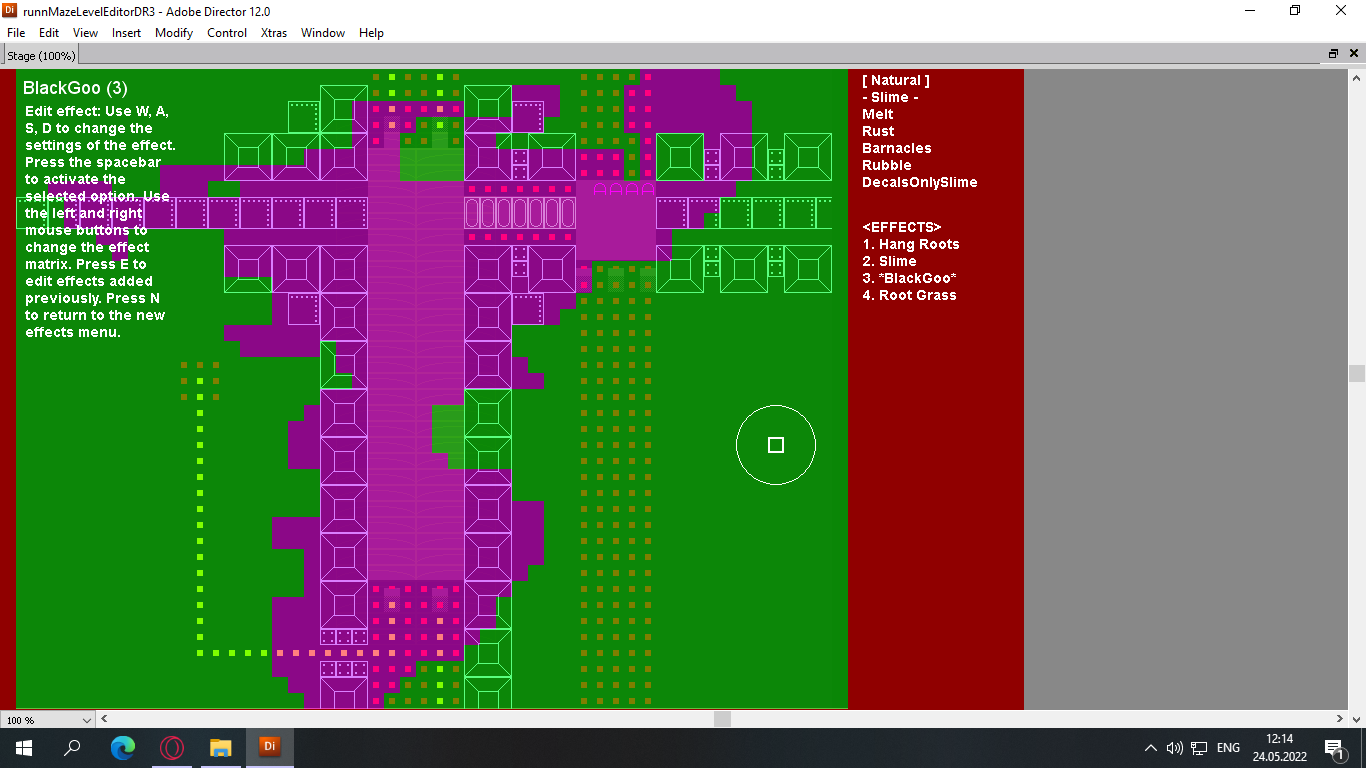 runnMazeLevelEditorDR3 - Adobe Director 12.0
File Edit View Insert Modify Control Xtras Window Help
Stage (100%)
BlackGoo (3)
Edit effect: Use W, A,
S, D to change the
settings of the effect.
Press the spacebar
to activate the
selected option. Use
the left and right
mouse buttons to
change the effect
matrix. Press E to
edit effects added
previously. Press N
to return to the new
effects menu.
[ Natural ]
- Slime -
Melt
Rust
Barnacles
Rubble
DecalsOnlySlime
<EFFECTS>
1. Hang Roots
2. Slime
3. *BlackGoo*
4. Root Grass
100 %
Di
ENG
12:14
24.05.2022
1